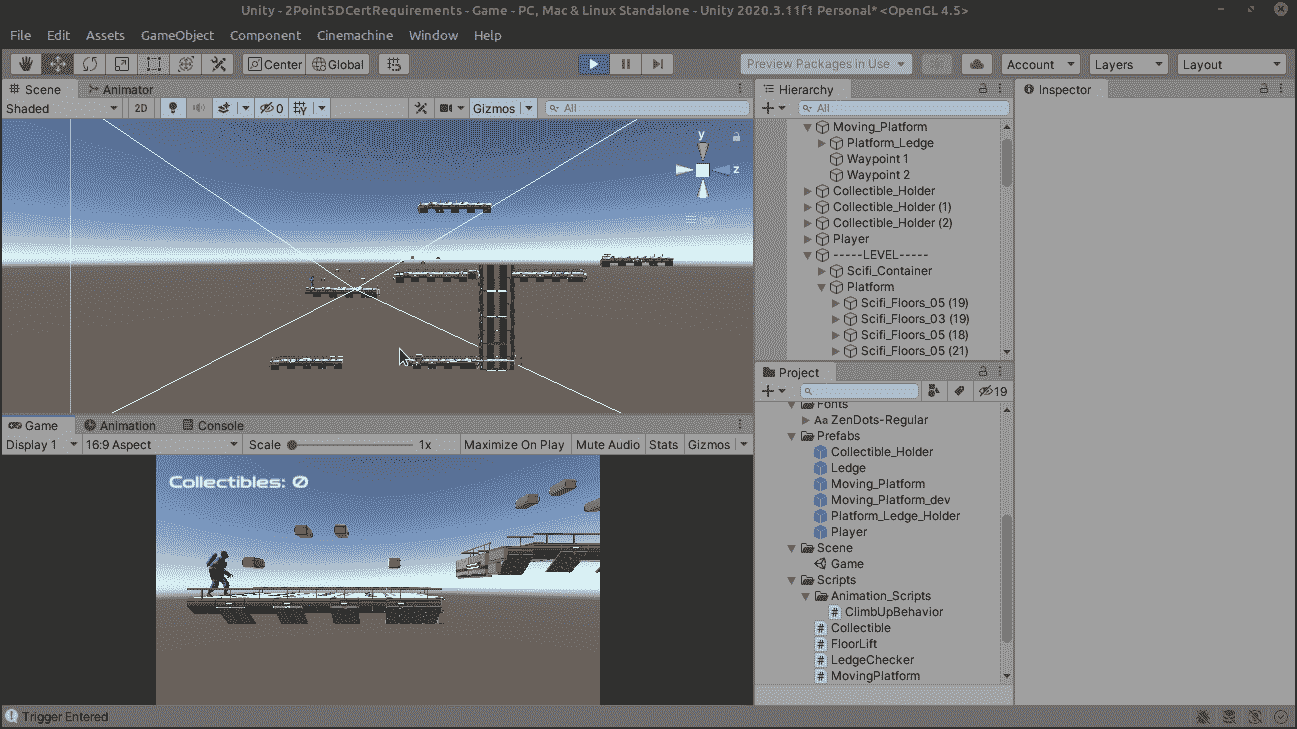 Unity - 2Point5DCertRequirements - Game - PC, Mac & Linux Standalone - Unity 2020.3.11f1 Personal* <OpenGL 4.5>
File Edit Assets GameObject Component Cinemachine Window Help
Center Global Preview Packages in Use Account Layers Layout
Scene Animator
Shaded 2D 0 Gizmos All
y
z
Iso
Hierarchy
All
Moving_Platform
Platform_Ledge
Waypoint 1
Waypoint 2
Collectible_Holder
Collectible_Holder (1)
Collectible_Holder (2)
Player
-----LEVEL-----
Scifi_Container
Platform
Scifi_Floors_05 (19)
Scifi_Floors_03 (19)
Scifi_Floors_05 (18)
Scifi_Floors_05 (21)
Inspector
Game Animation Console
Display 1 16:9 Aspect Scale 1x Maximize On Play Mute Audio Stats Gizmos
Collectibles: 0
Project
19
Fonts
Aa ZenDots-Regular
Prefabs
Collectible_Holder
Ledge
Moving_Platform
Moving_Platform_dev
Platform_Ledge_Holder
Player
Scene
Game
Scripts
Animation_Scripts
# ClimbUpBehavior
# Collectible
# FloorLift
# LedgeChecker
# MovingPlatform
Trigger Entered